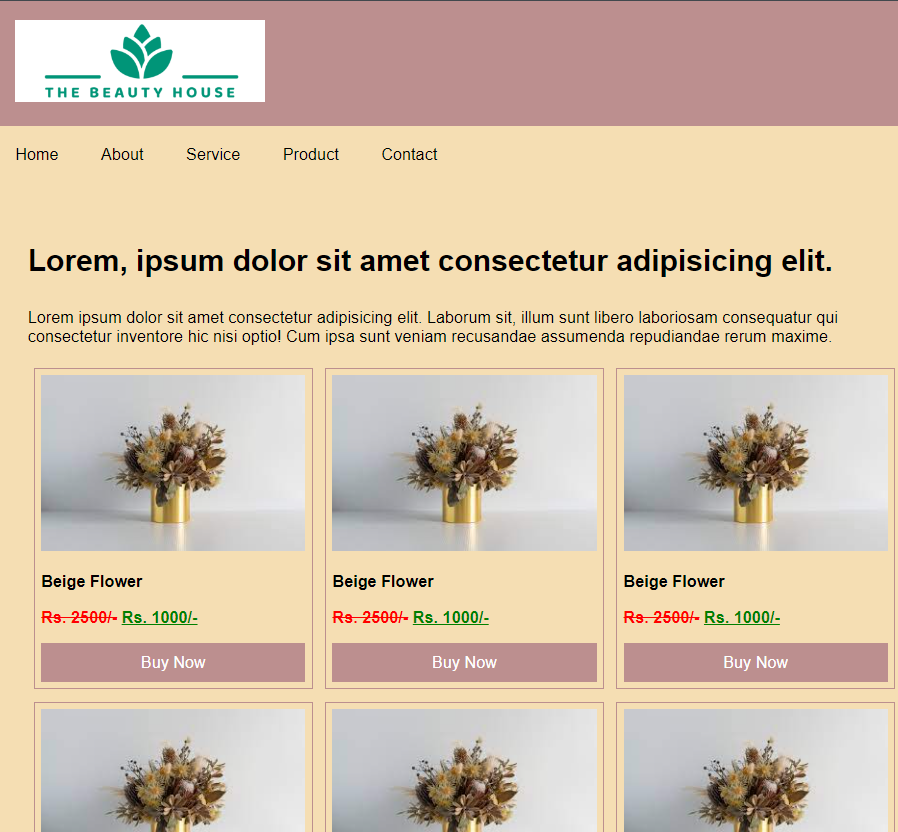 THE BEAUTY HOUSE
Home About Service Product Contact
Lorem, ipsum dolor sit amet consectetur adipisicing elit.
Lorem ipsum dolor sit amet consectetur adipisicing elit. Laborum sit, illum sunt libero laboriosam consequatur qui
consectetur inventore hic nisi optio! Cum ipsa sunt veniam recusandae assumenda repudiandae rerum maxime.
Beige Flower
Rs. 2500/- Rs. 1000/-
Buy Now
Beige Flower
Rs. 2500/- Rs. 1000/-
Buy Now
Beige Flower
Rs. 2500/- Rs. 1000/-
Buy Now